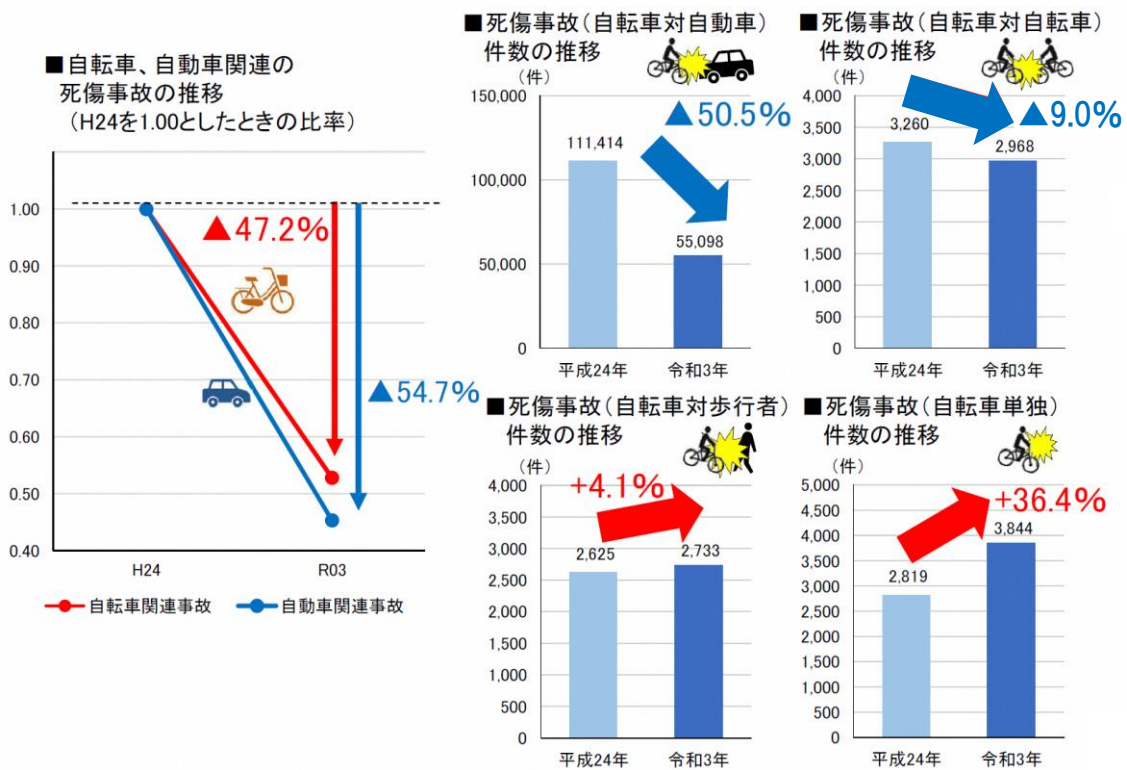 ■自転車、自動車関連の
死傷事故の推移
(H24を1.00としたときの比率)
1.00
0.90
0.80
0.70
0.60
0.50
0.40
▲47.2%
▲54.7%
H24
R03
自転車関連事故
自動車関連事故
■死傷事故(自転車対自動車)
件数の推移
(件)
150,000
100,000
50,000
0
111,414
55,098
▲50.5%
平成24年
令和3年
■死傷事故(自転車対自転車)
件数の推移
(件)
4,000
3,500
3,000
2,500
2,000
1,500
1,000
500
0
3,260
2,968
▲9.0%
平成24年
令和3年
■死傷事故(自転車対歩行者)
件数の推移
(件)
4,000
3,500
3,000
2,500
2,000
1,500
1,000
500
0
+4.1%
2,625
2,733
平成24年
令和3年
■死傷事故(自転車単独)
件数の推移
(件)
5,000
4,500
4,000
3,500
3,000
2,500
2,000
1,500
1,000
500
0
+36.4%
2,819
3,844
平成24年
令和3年